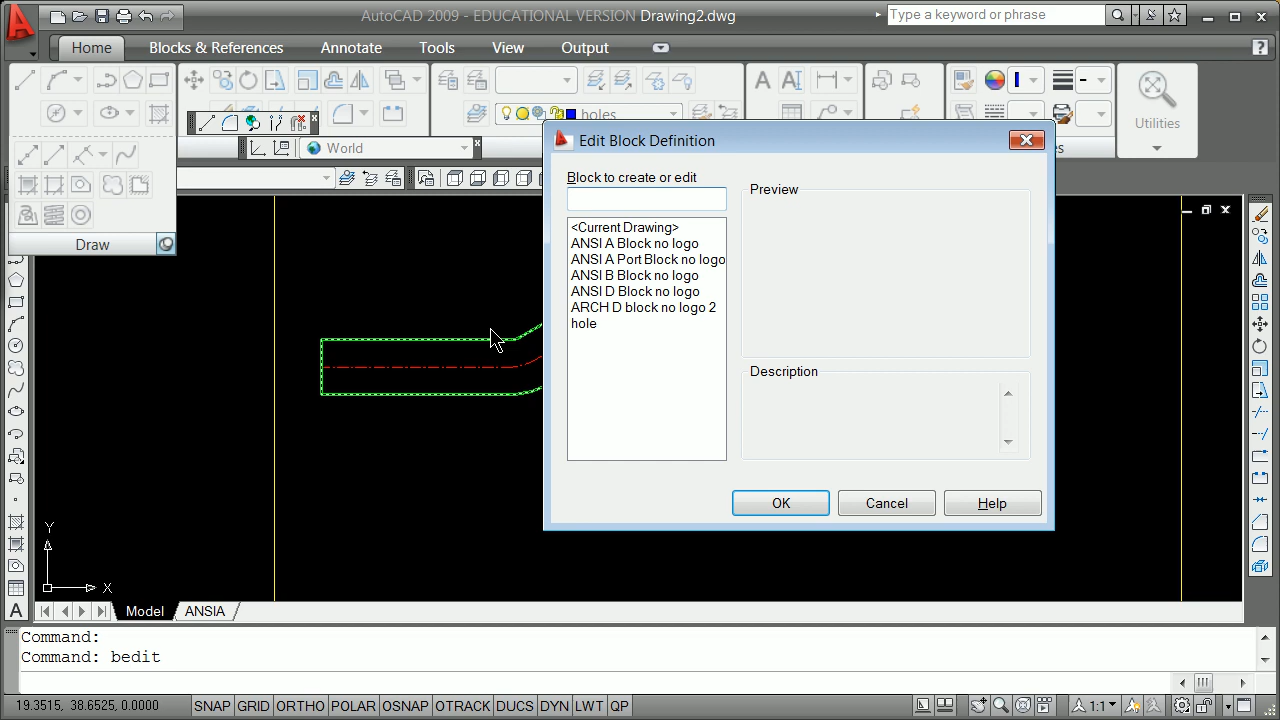 AutoCAD 2009 - EDUCATIONAL VERSION Drawing2.dwg
Type a keyword or phrase
Home
Blocks & References
Annotate
Tools
View
Output
holes
Utilities
World
Draw
Edit Block Definition
Block to create or edit
Preview
<Current Drawing>
ANSI A Block no logo
ANSI A Port Block no logo
ANSI B Block no logo
ANSI D Block no logo
ARCH D block no logo 2
hole
Description
OK
Cancel
Help
Y
X
Model
ANSIA
Command:
Command: bedit
19.3515, 38.6525, 0.0000
SNAP GRID ORTHO POLAR OSNAP OTRACK DUCS DYN LWT QP
1:1